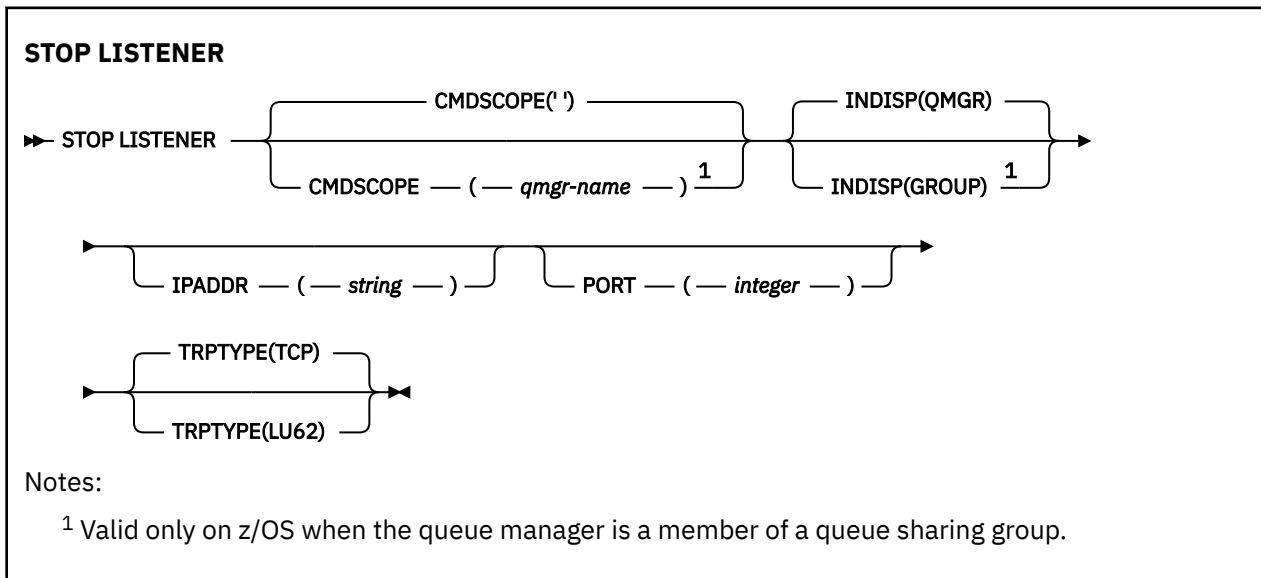 STOP LISTENER
CMDSCOPE(' ') INDISP(QMGR)
STOP LISTENER
CMDSCOPE ( qmgr-name ) 1 INDISP(GROUP) 1
IPADDR ( string ) PORT ( integer )
TRPTYPE(TCP)
TRPTYPE(LU62)
Notes:
1 Valid only on z/OS when the queue manager is a member of a queue sharing group.